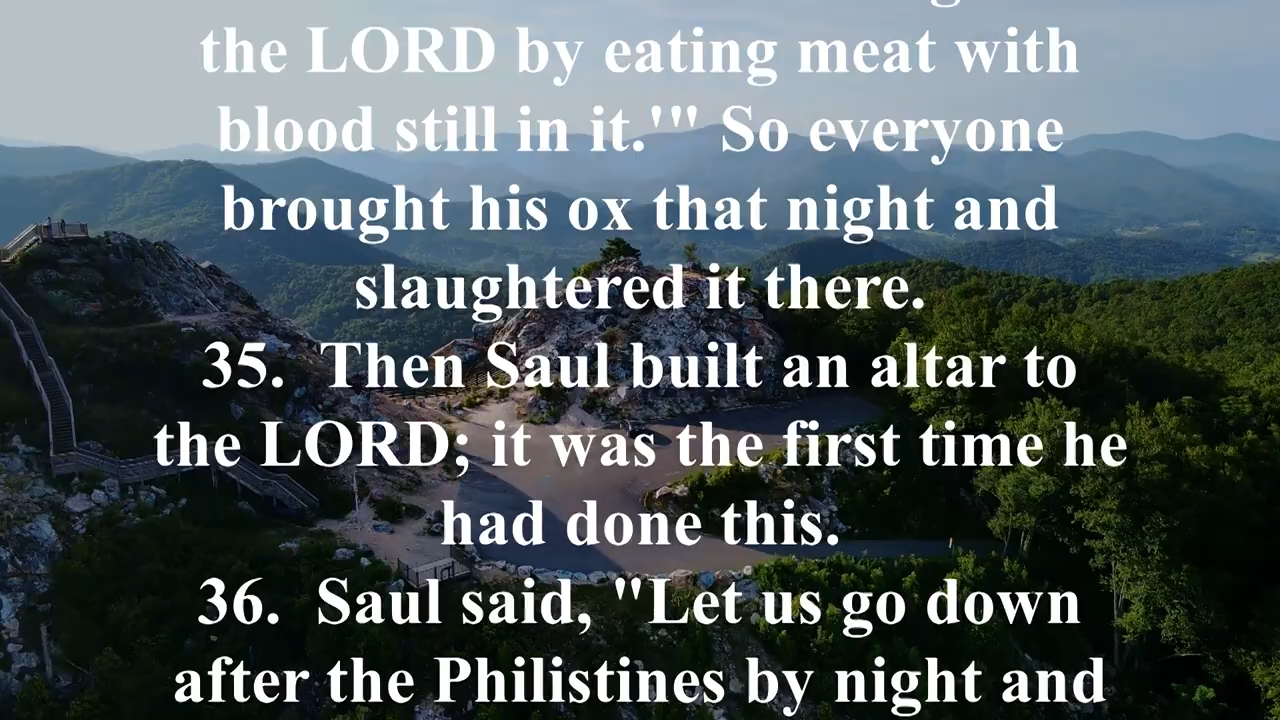 the LORD by eating meat with
blood still in it.'" So everyone
brought his ox that night and
slaughtered it there.
35. Then Saul built an altar to
the LORD; it was the first time he
had done this.
36. Saul said, "Let us go down
after the Philistines by night and